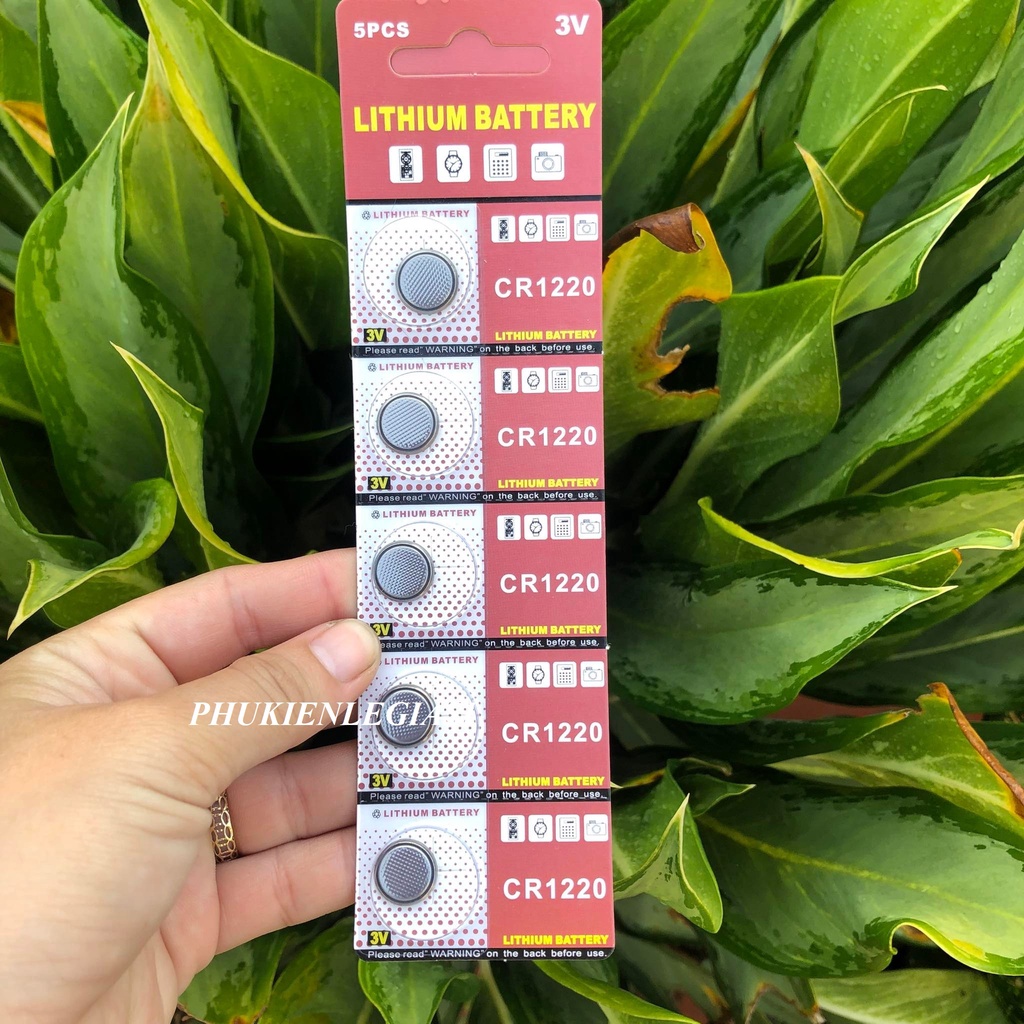 5PCS 3V
LITHIUM BATTERY
LITHIUM BATTERY
CR1220
3V LITHIUM BATTERY
Please read" WARNING" on the back before use.
LITHIUM BATTERY
CR1220
3V LITHIUM BATTERY
Please read" WARNING" on the back before use.
LITHIUM BATTERY
CR1220
3V LITHIUM BATTERY
ease read" WARNING" on the back before use.
LITHIUM BATTERY
PHUKIENLEGIA
CR1220
3V LITHIUM BATTERY
Please read" WARNING" on the back before use.
LITHIUM BATTERY
CR1220
3V LITHIUM BATTERY
Please read" WARNING" on the back before use.